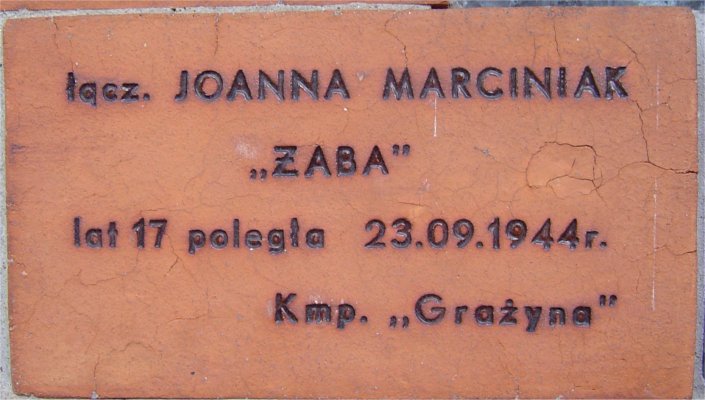 łącz. JOANNA MARCINIAK
„ŻABA”
lat 17 poległa 23.09.1944r.
Kmp. „Grażyna”